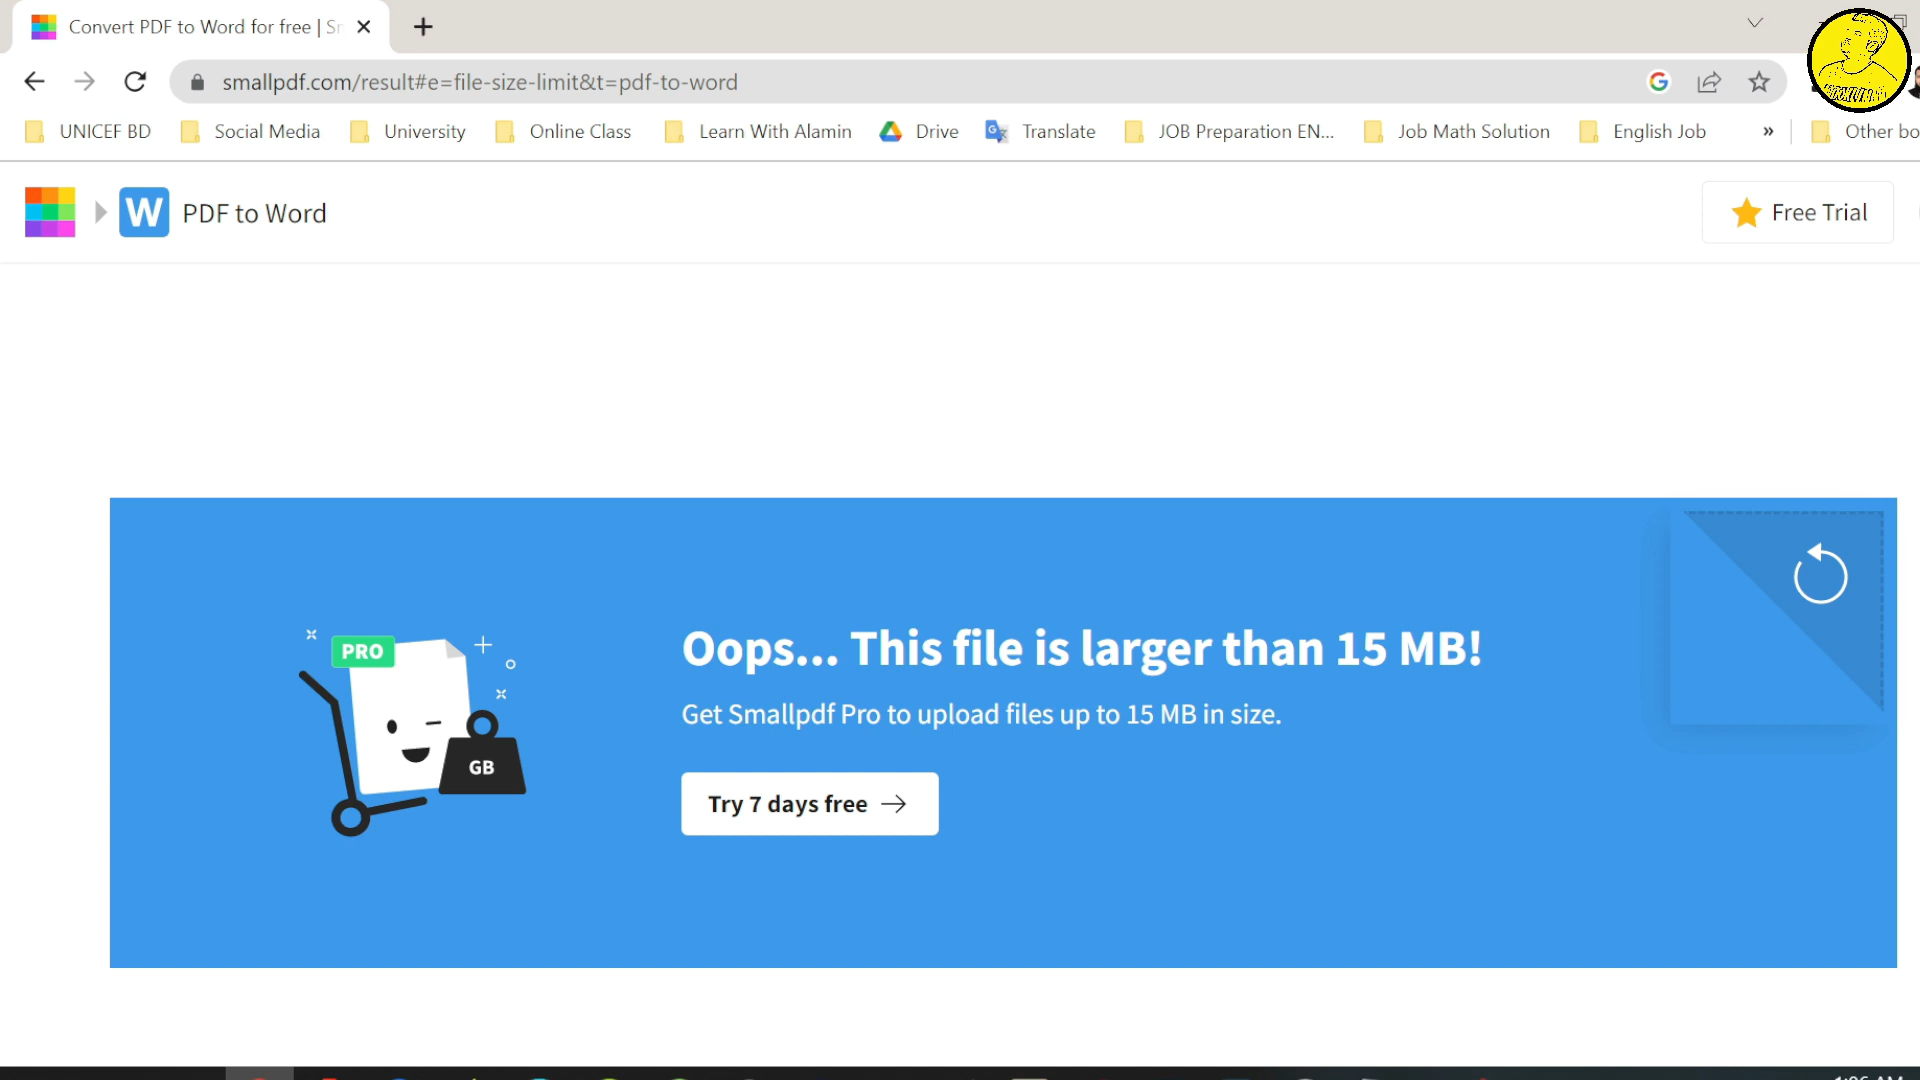 Convert PDF to Word for free | Sr
smallpdf.com/result#e=file-size-limit&t=pdf-to-word
UNICEF BD Social Media University Online Class Learn With Alamin Drive Translate JOB Preparation EN... Job Math Solution English Job » Other bo
W PDF to Word Free Trial
PRO
GB
Oops... This file is larger than 15 MB!
Get Smallpdf Pro to upload files up to 15 MB in size.
Try 7 days free